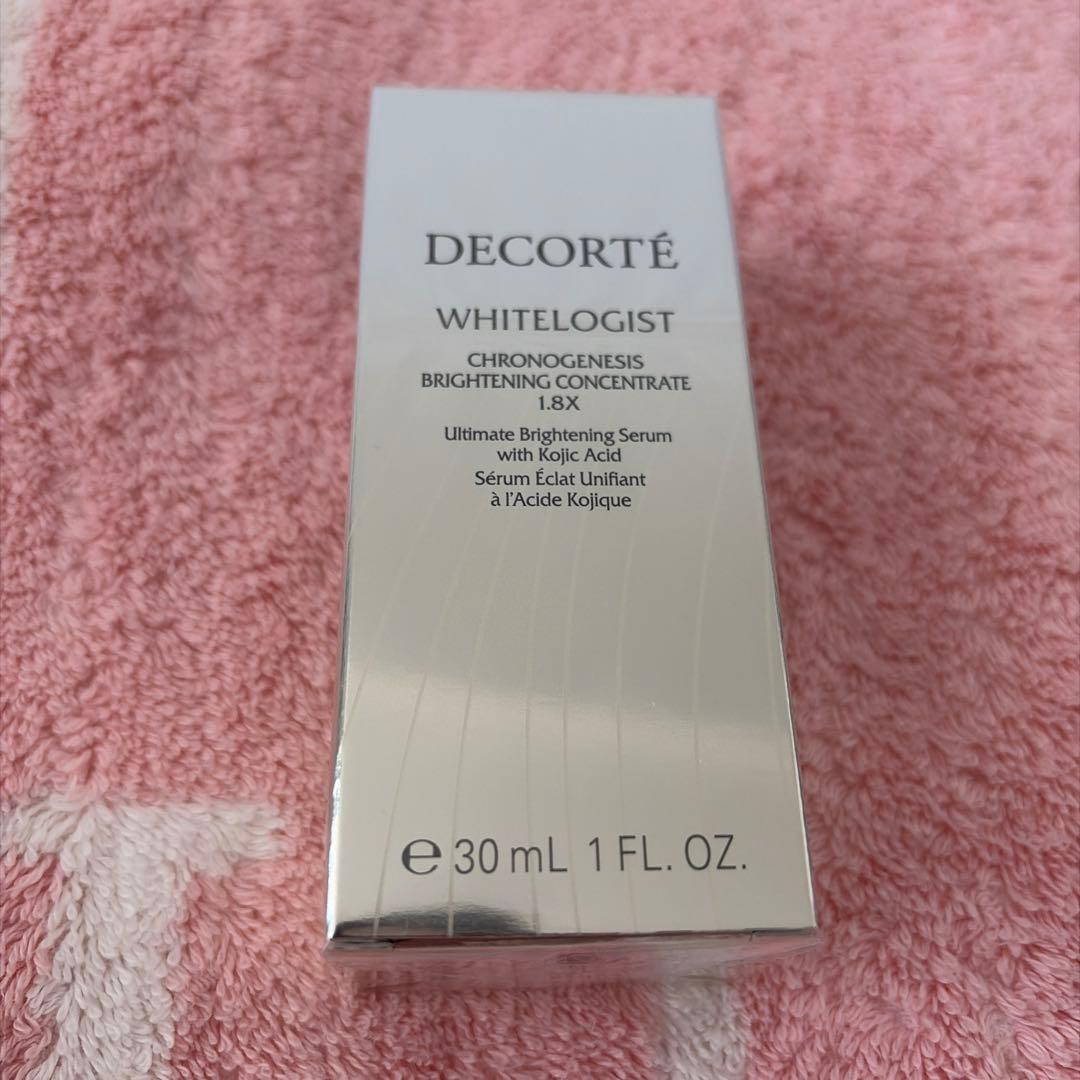 DECORTÉ
WHITELOGIST
CHRONOGENESIS
BRIGHTENING CONCENTRATE
1.8X
Ultimate Brightening Serum
with Kojic Acid
Sérum Éclat Unifiant
à l'Acide Kojique
℮ 30 mL 1 FL. OZ.